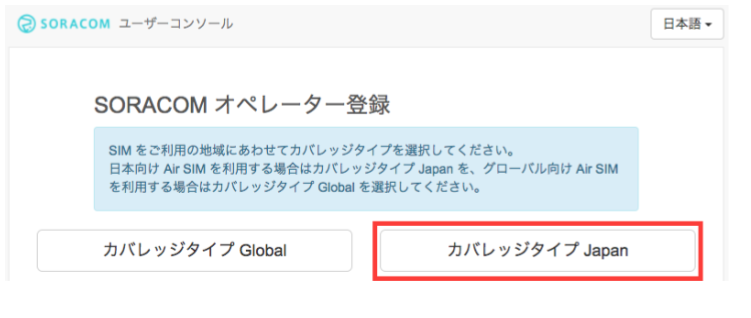 SORACOM ユーザーコンソール
日本語
SORACOM オペレーター登録
SIM をご利用の地域にあわせてカバレッジタイプを選択してください。
日本向け Air SIM を利用する場合はカバレッジタイプ Japan を、グローバル向け Air SIM
を利用する場合はカバレッジタイプ Global を選択してください。
カバレッジタイプ Global
カバレッジタイプ Japan